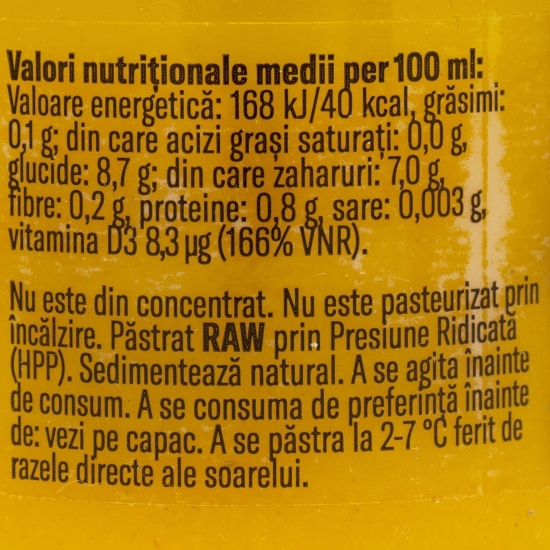 Valori nutriționale medii per 100 ml:
Valoare energetică: 168 kJ/40 kcal, grăsimi:
0,1 g; din care acizi grași saturați: 0,0 g,
glucide: 8,7 g; din care zaharuri: 7,0 g,
fibre: 0,2 g, proteine: 0,8 g, sare: 0,003 g,
vitamina D3 8,3 µg (166% VNR).
Nu este din concentrat. Nu este pasteurizat prin
încălzire. Păstrat RAW prin Presiune Ridicată
(HPP). Sedimentează natural. A se agita înainte
de consum. A se consuma de preferință înainte
de: vezi pe capac. A se păstra la 2-7 °C ferit de
razele directe ale soarelui.